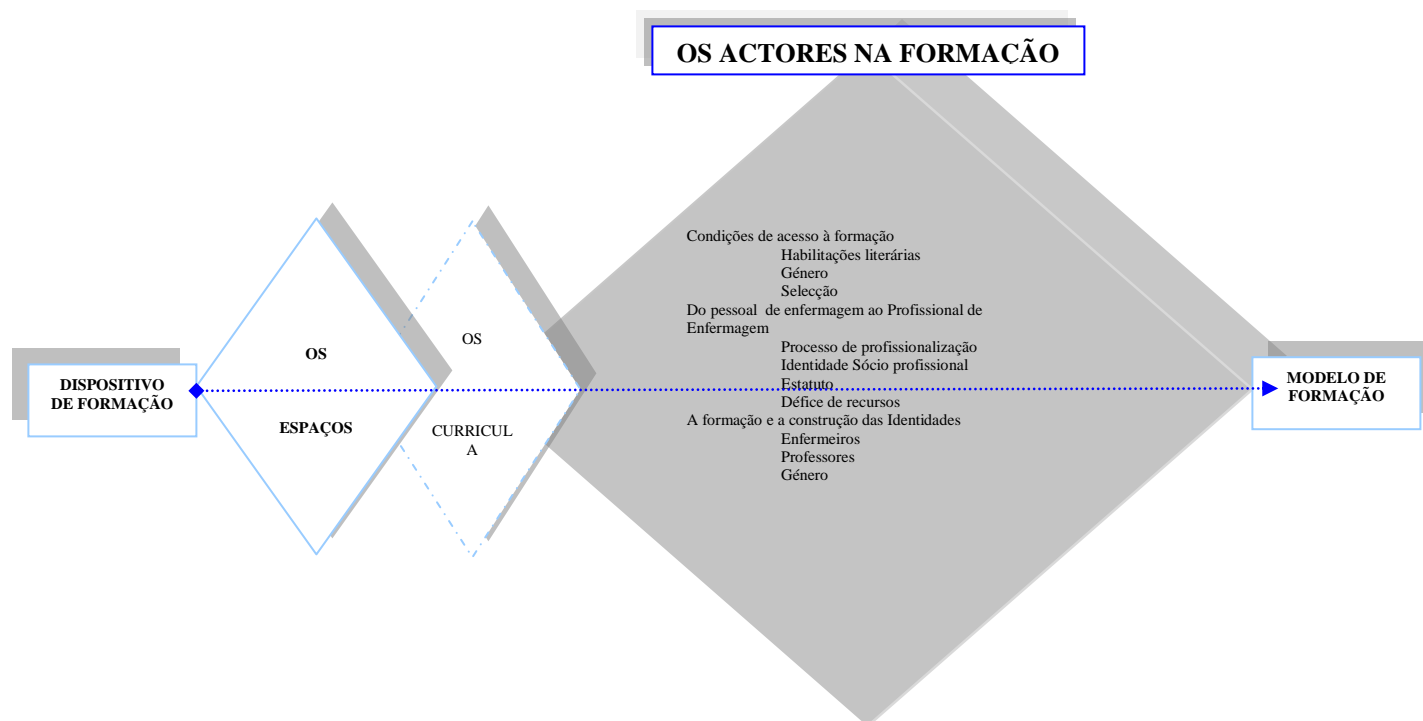 OS ACTORES NA FORMAÇÃO
Condições de acesso à formação
Habilitações literárias
Género
Selecção
Do pessoal de enfermagem ao Profissional de
Enfermagem
Processo de profissionalização
Identidade Sócio profissional
Estatuto
Défice de recursos
A formação e a construção das Identidades
Enfermeiros
Professores
Género
OS
ESPAÇOS
OS
CURRICUL
A
DISPOSITIVO
DE FORMAÇÃO
MODELO DE
FORMAÇÃO